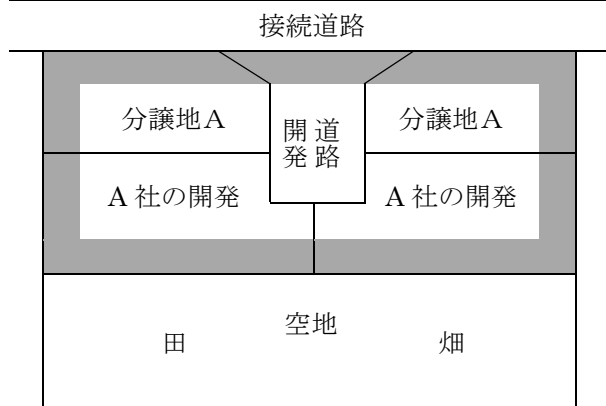 接続道路
分譲地A
開発道路
分譲地A
A社の開発
A社の開発
空地
田
畑